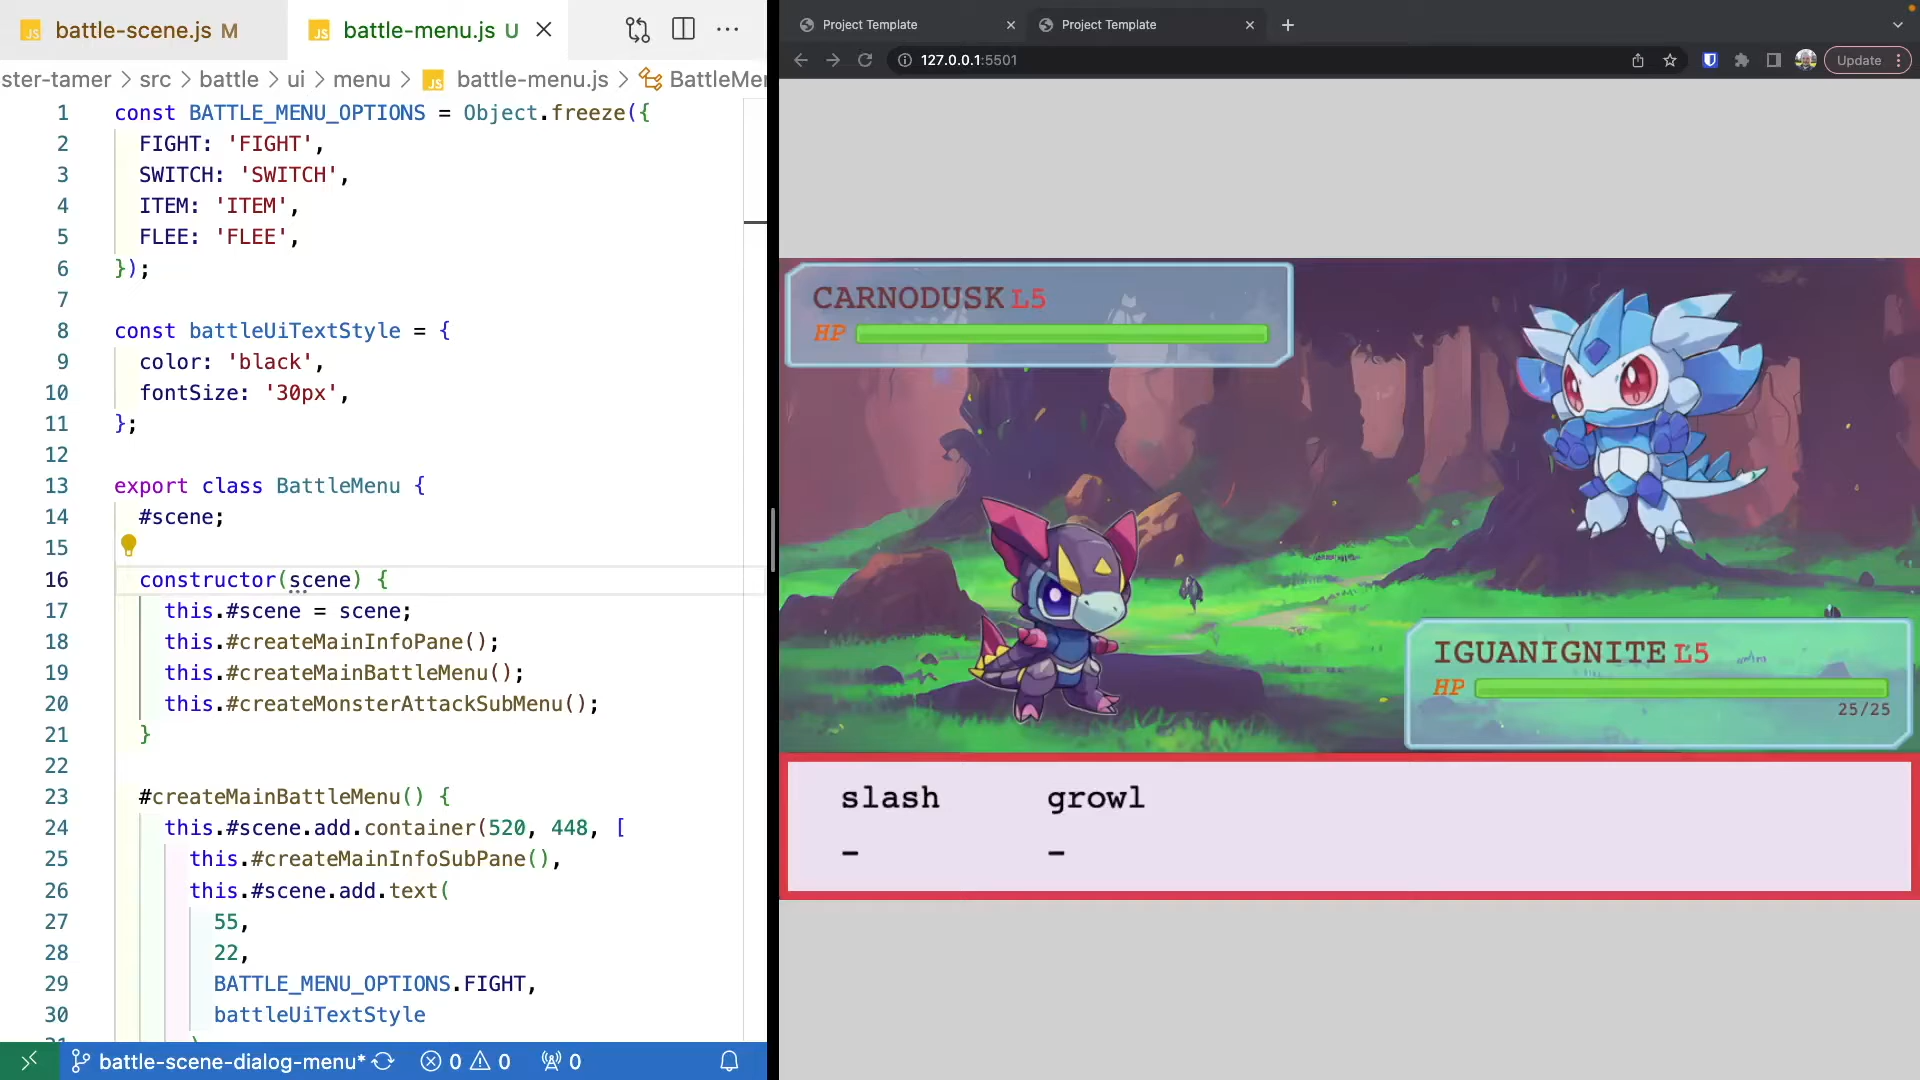 battle-scene.js M
battle-menu.js U
ster-tamer > src > battle > ui > menu > JS battle-menu.js > BattleMer
1 const BATTLE_MENU_OPTIONS = Object.freeze({
2 FIGHT: 'FIGHT',
3 SWITCH: 'SWITCH',
4 ITEM: 'ITEM',
5 FLEE: 'FLEE',
6 });
7
8 const battleUiTextStyle = {
9 color: 'black',
10 fontSize: '30px',
11 };
12
13 export class BattleMenu {
14 #scene;
15
16 constructor(scene) {
17 this.#scene = scene;
18 this.#createMainInfoPane();
19 this.#createMainBattleMenu();
20 this.#createMonsterAttackSubMenu();
21 }
22
23 #createMainBattleMenu() {
24 this.#scene.add.container(520, 448, [
25 this.#createMainInfoSubPane(),
26 this.#scene.add.text(
27 55,
28 22,
29 BATTLE_MENU_OPTIONS.FIGHT,
30 battleUiTextStyle
31 )
battle-scene-dialog-menu* 0 0 0
Project Template
Project Template
127.0.0.1:5501
Update
CARNODUSK L5
HP
IGUANIGNITE L5
HP
25/25
slash growl
- -